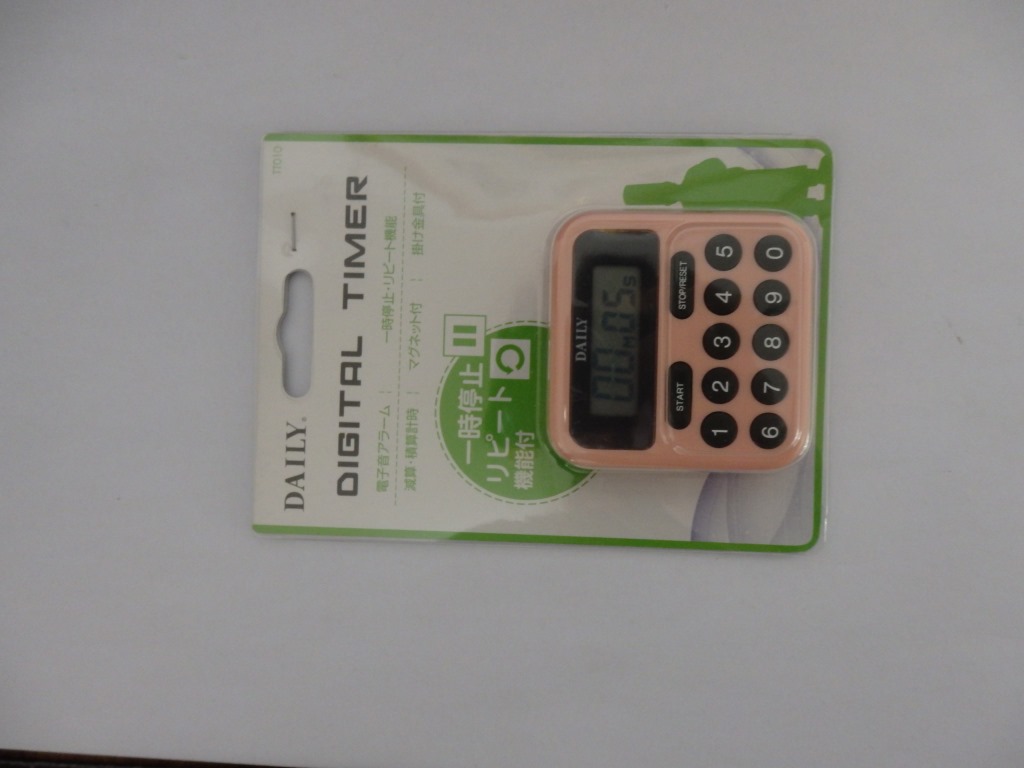 TT010
DAILY.
DIGITAL TIMER
電子音アラーム 一時停止・リピート機能
減算・積算計時 マグネット付 掛け金具付
一時停止
リピート
機能付
DAILY
00M05S
START STOP/RESET
1 2 3 4 5
6 7 8 9 0